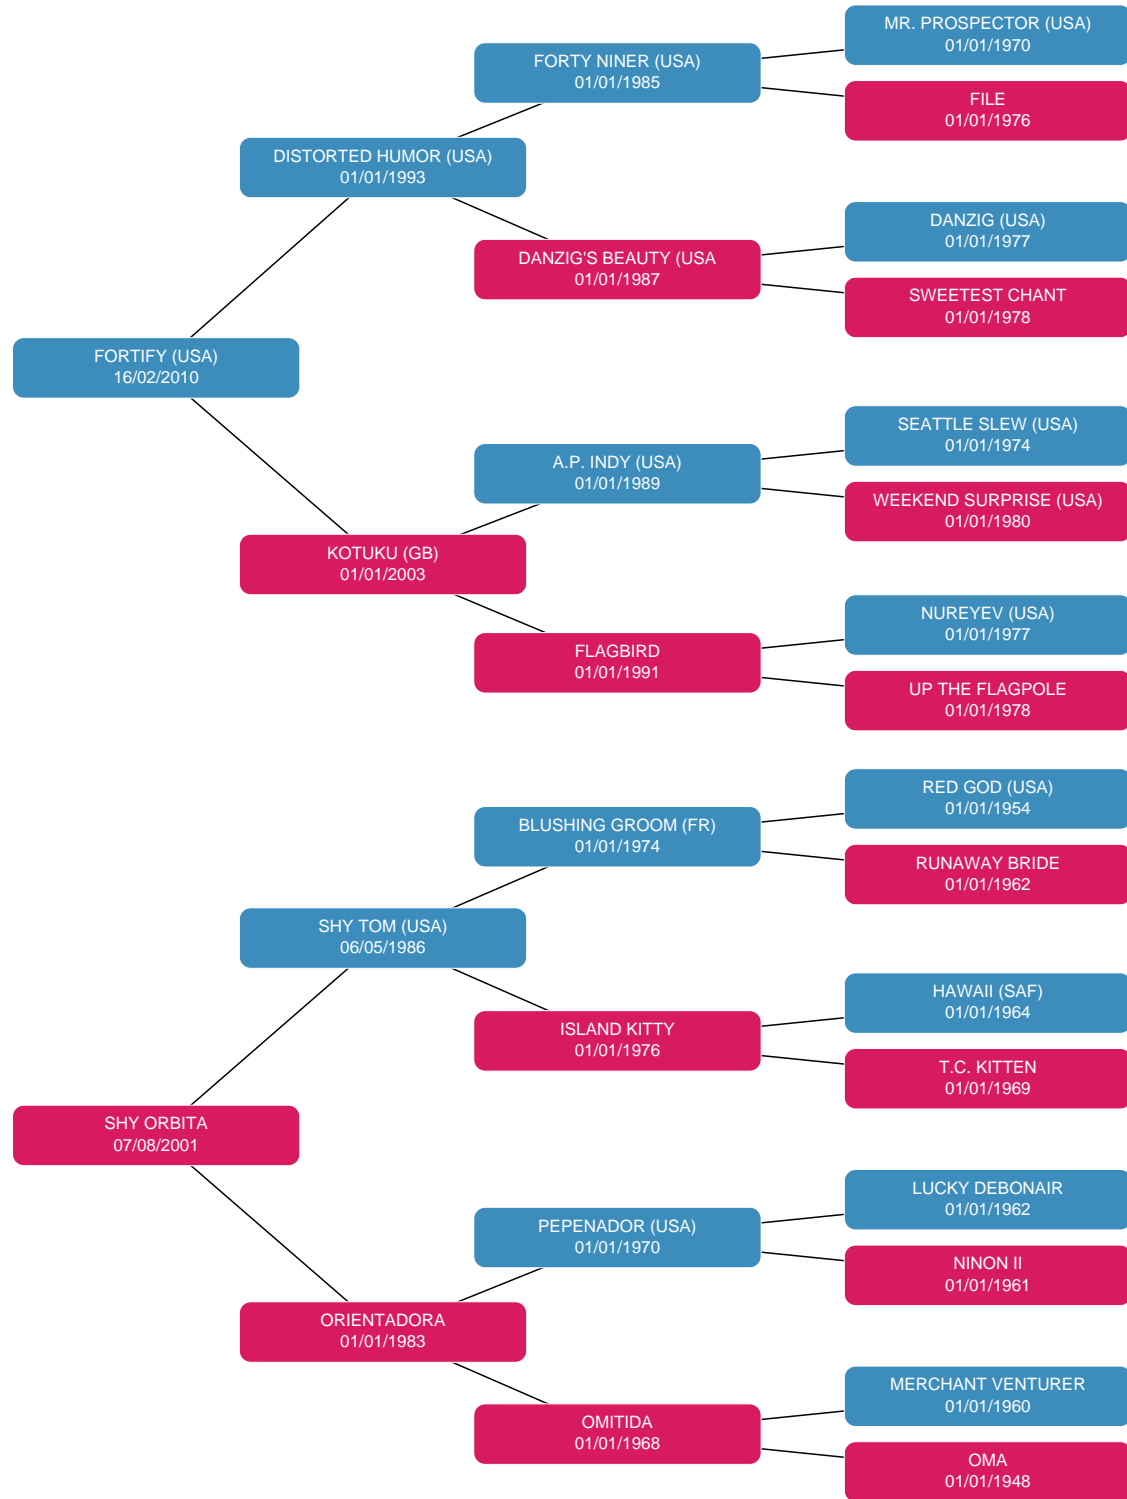 MR. PROSPECTOR (USA)
01/01/1970
FORTY NINER (USA)
01/01/1985
FILE
01/01/1976
DISTORTED HUMOR (USA)
01/01/1993
DANZIG (USA)
01/01/1977
DANZIG'S BEAUTY (USA
01/01/1987
SWEETEST CHANT
01/01/1978
FORTIFY (USA)
16/02/2010
SEATTLE SLEW (USA)
01/01/1974
A.P. INDY (USA)
01/01/1989
WEEKEND SURPRISE (USA)
01/01/1980
KOTUKU (GB)
01/01/2003
NUREYEV (USA)
01/01/1977
FLAGBIRD
01/01/1991
UP THE FLAGPOLE
01/01/1978
RED GOD (USA)
01/01/1954
BLUSHING GROOM (FR)
01/01/1974
RUNAWAY BRIDE
01/01/1962
SHY TOM (USA)
06/05/1986
HAWAII (SAF)
01/01/1964
ISLAND KITTY
01/01/1976
T.C. KITTEN
01/01/1969
SHY ORBITA
07/08/2001
LUCKY DEBONAIR
01/01/1962
PEPENADOR (USA)
01/01/1970
NINON II
01/01/1961
ORIENTADORA
01/01/1983
MERCHANT VENTURER
01/01/1960
OMITIDA
01/01/1968
OMA
01/01/1948